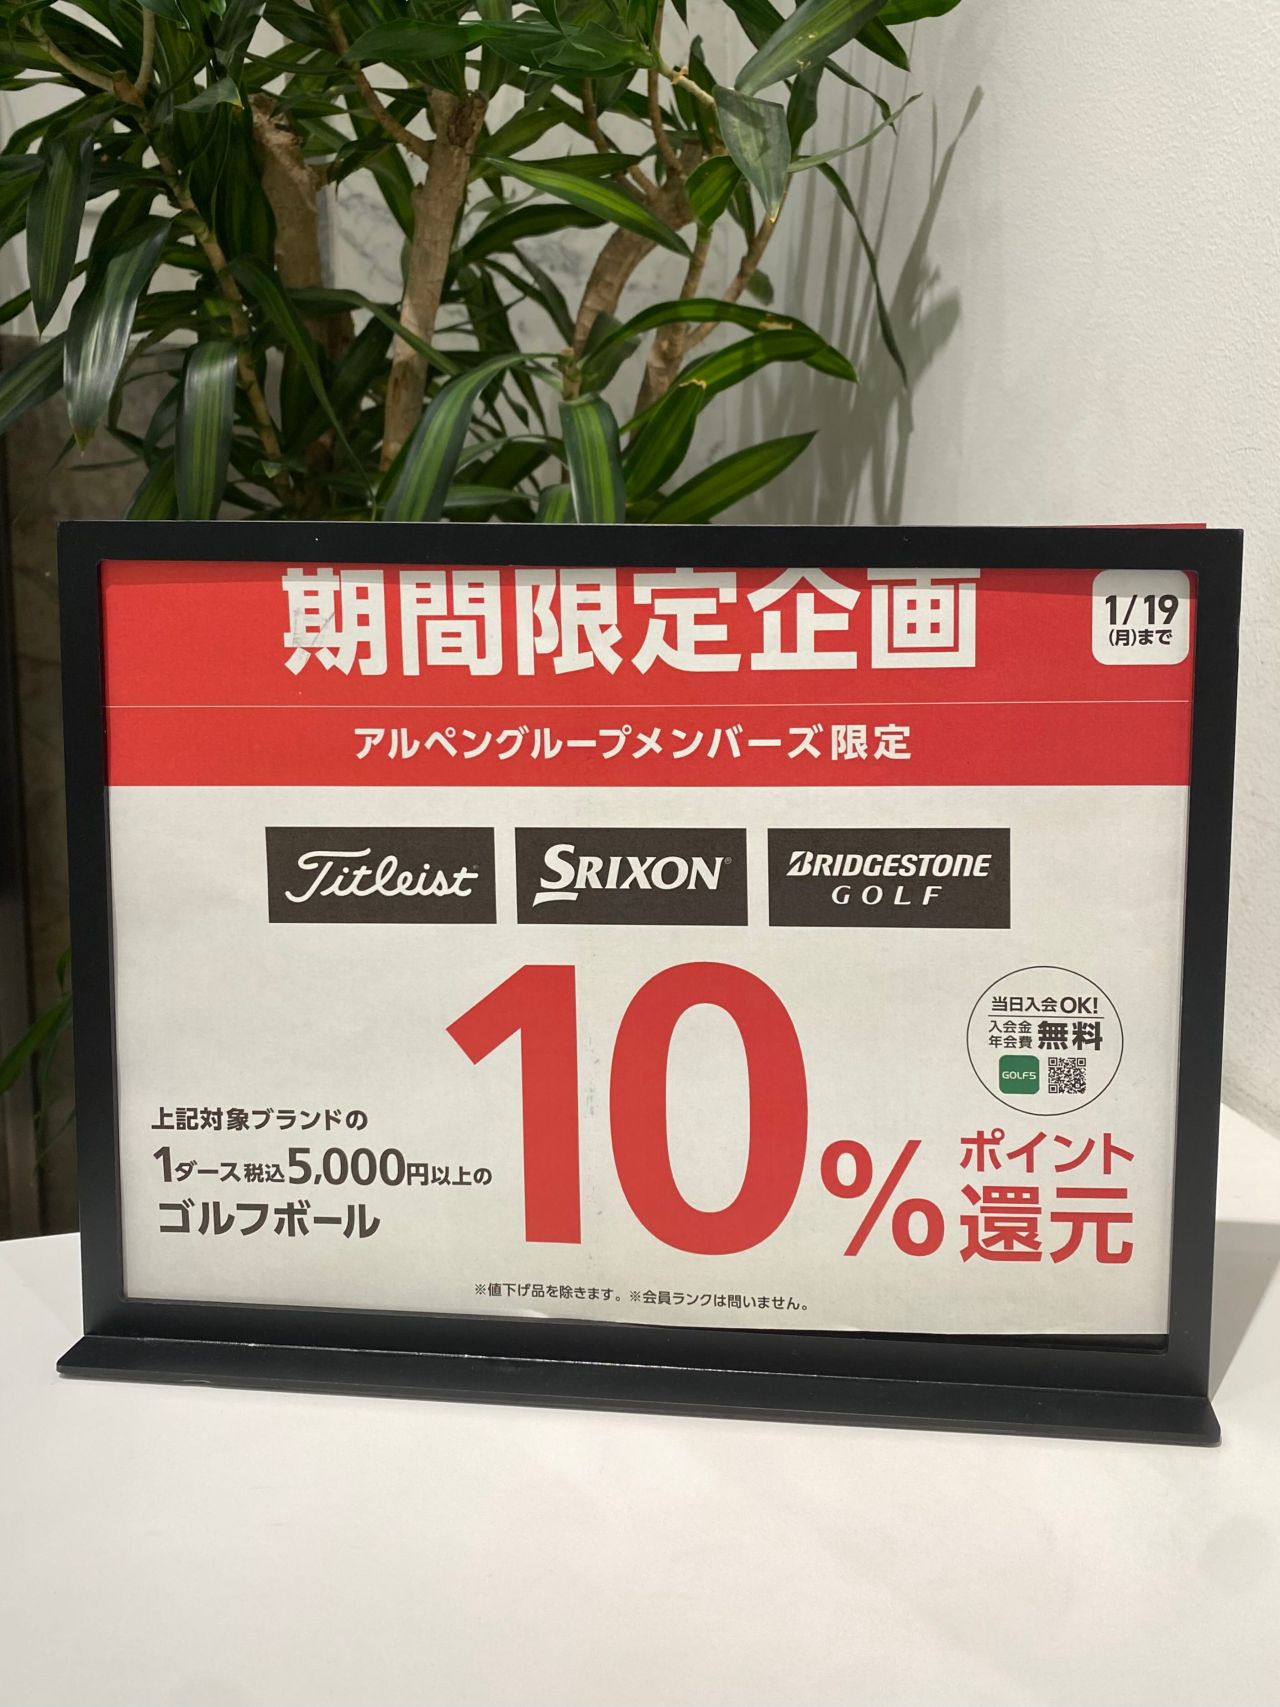 期間限定企画
1/19
(月)まで
アルペングループメンバーズ限定
Titleist
SRIXON
BRIDGESTONE
GOLF
当日入会OK!
入会金
年会費 無料
GOLF5
上記対象ブランドの
1ダース税込5,000円以上の
ゴルフボール
10%
ポイント
還元
※値下げ品を除きます。※会員ランクは問いません。